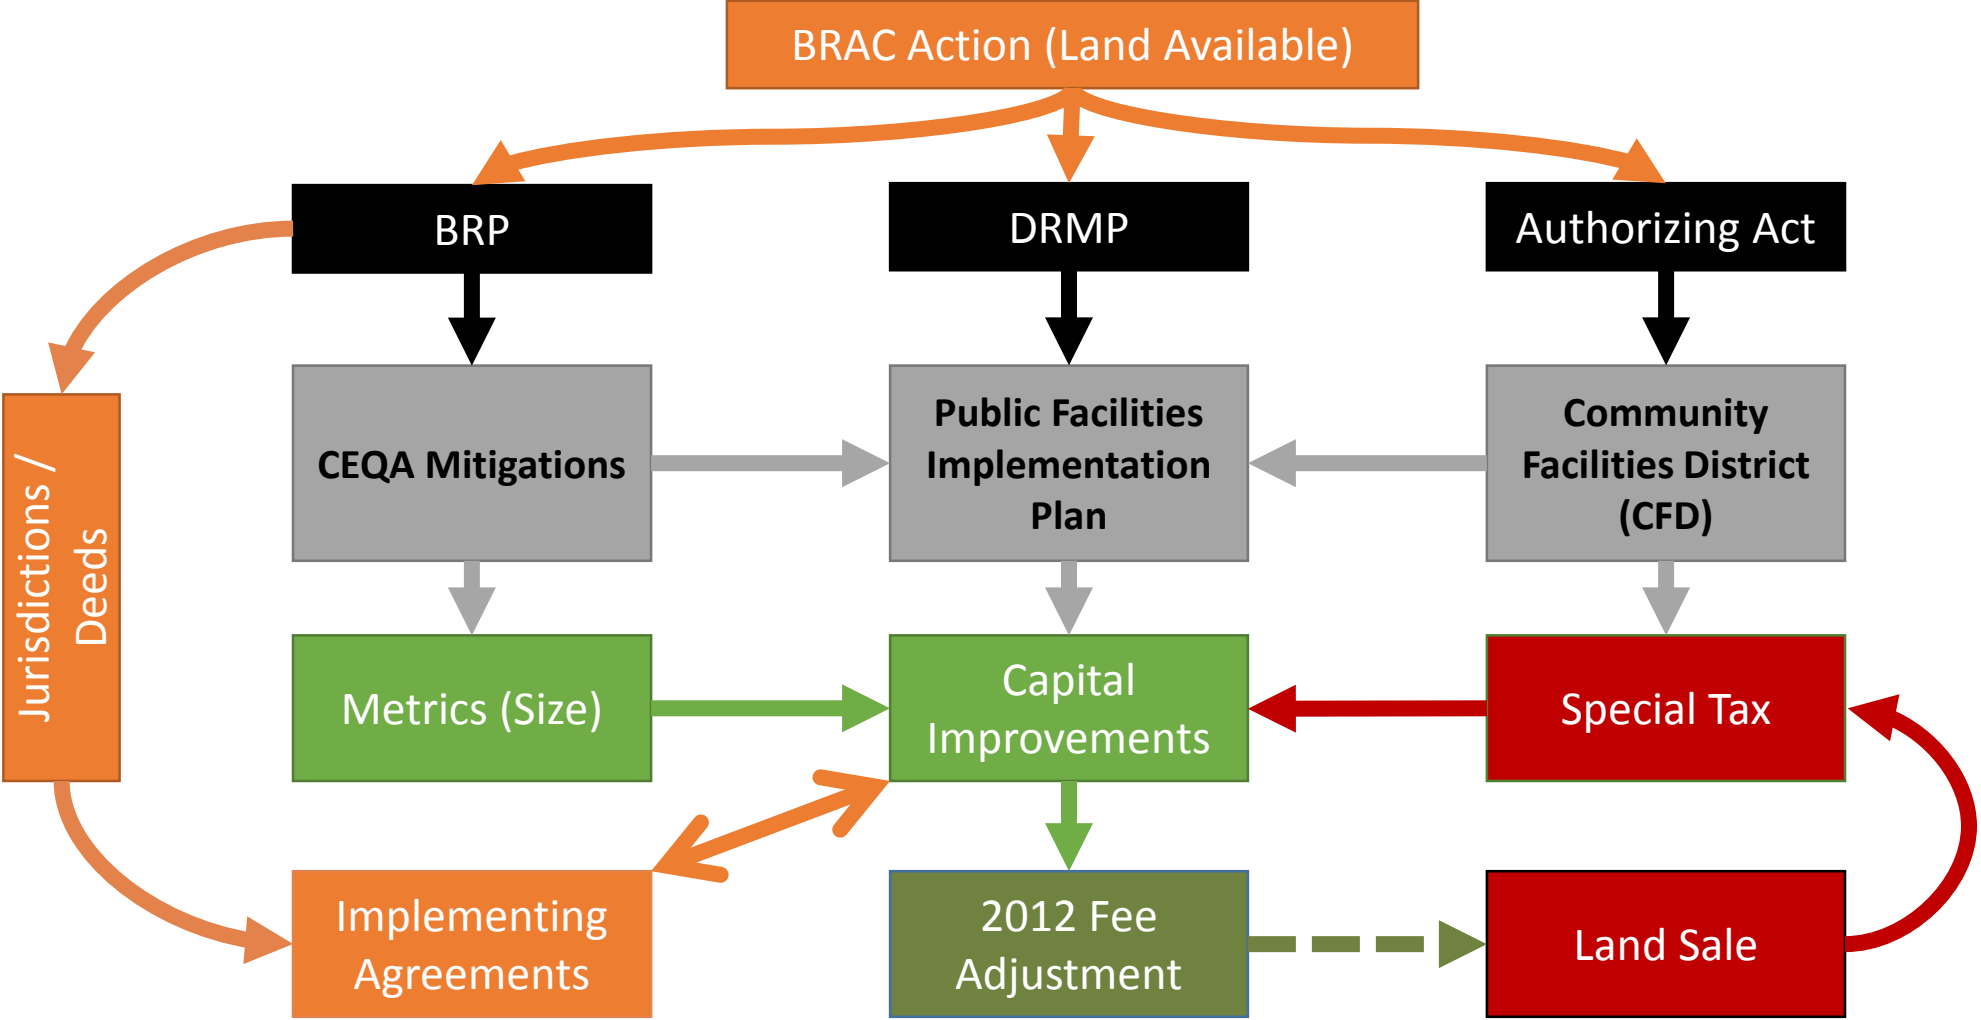 BRAC Action (Land Available)
BRP
DRMP
Authorizing Act
CEQA Mitigations
Public Facilities
Implementation
Plan
Community
Facilities District
(CFD)
Jurisdictions /
Deeds
Metrics (Size)
Capital
Improvements
Special Tax
Implementing
Agreements
2012 Fee
Adjustment
Land Sale